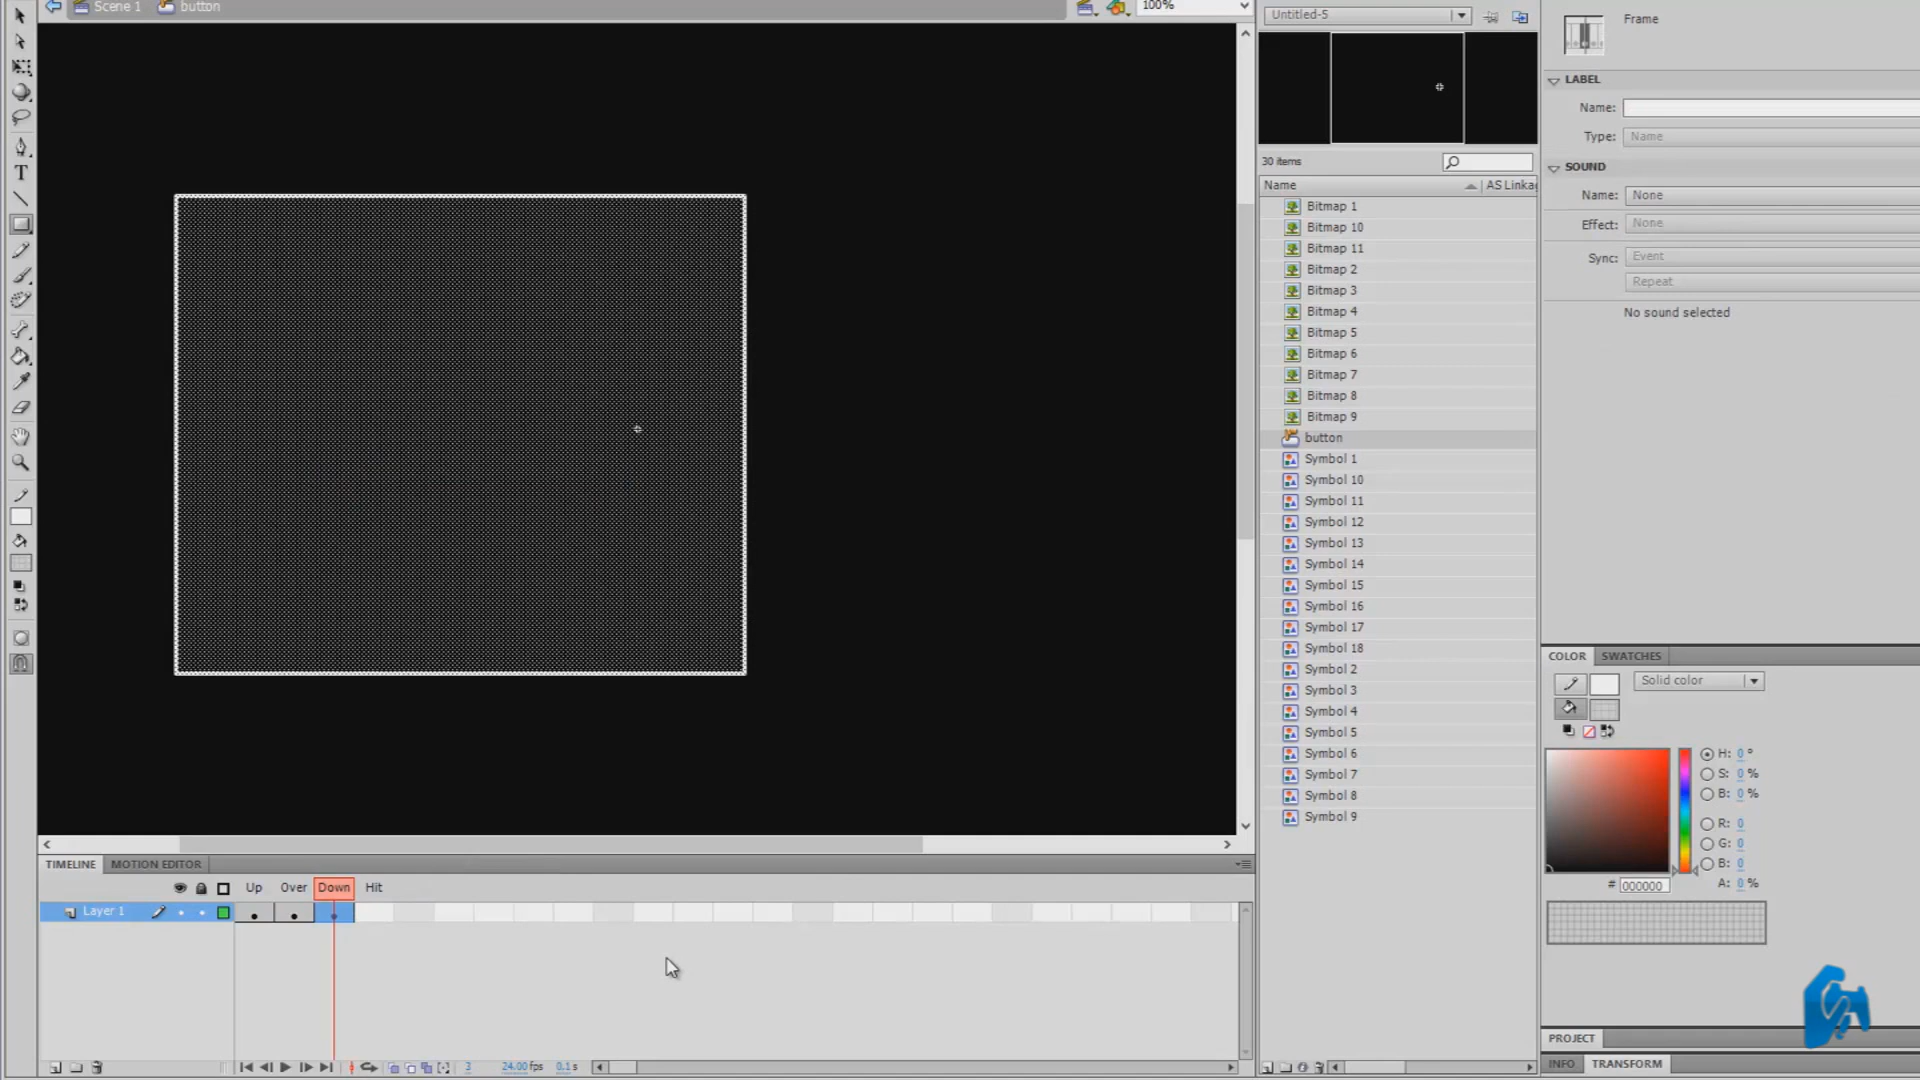 Scene 1 button 100%
Untitled-5
30 items
Name AS Linka
Bitmap 1
Bitmap 10
Bitmap 11
Bitmap 2
Bitmap 3
Bitmap 4
Bitmap 5
Bitmap 6
Bitmap 7
Bitmap 8
Bitmap 9
button
Symbol 1
Symbol 10
Symbol 11
Symbol 12
Symbol 13
Symbol 14
Symbol 15
Symbol 16
Symbol 17
Symbol 18
Symbol 2
Symbol 3
Symbol 4
Symbol 5
Symbol 6
Symbol 7
Symbol 8
Symbol 9
Frame
LABEL
Name:
Type: Name
SOUND
Name: None
Effect: None
Sync: Event
Repeat
No sound selected
COLOR SWATCHES
Solid color
H: 0 °
S: 0 %
B: 0 %
R: 0
G: 0
B: 0
# 000000 A: 0 %
PROJECT
INFO TRANSFORM
TIMELINE MOTION EDITOR
Up Over Down Hit
Layer 1
3 24.00 fps 0.1 s